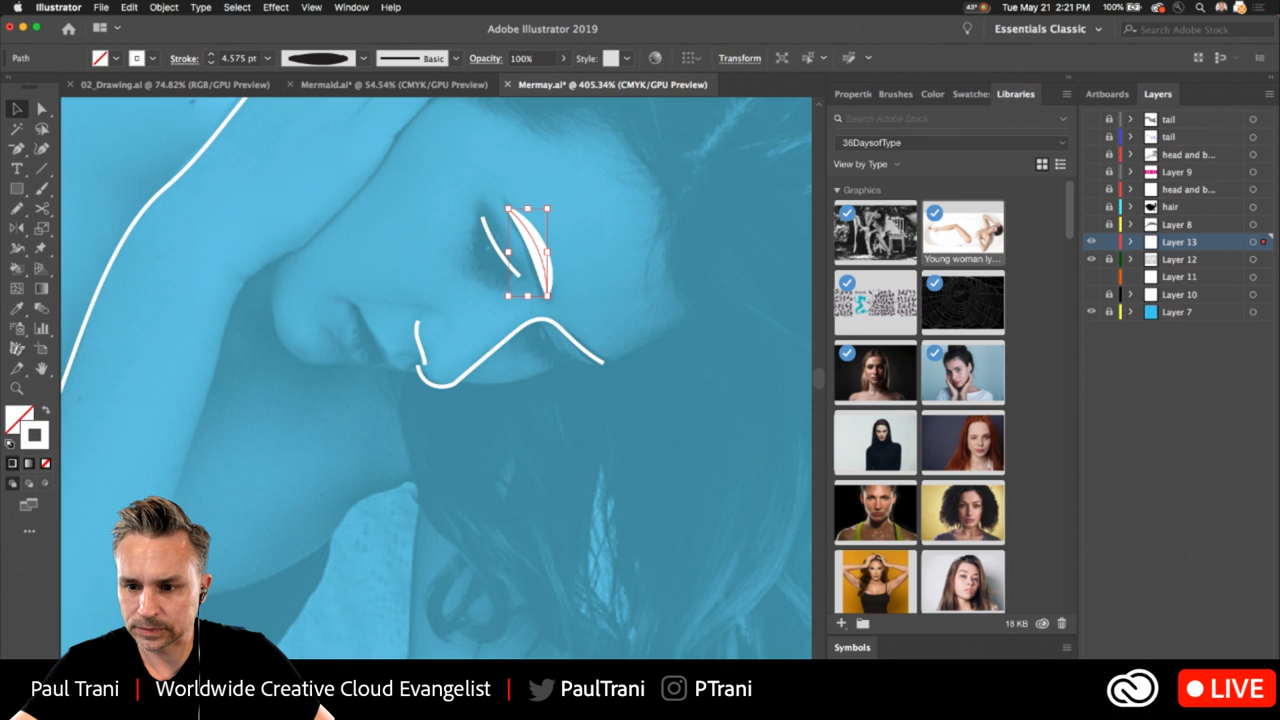 Illustrator File Edit Object Type Select Effect View Window Help
43° Tue May 21 2:21 PM 100%
Adobe Illustrator 2019
Essentials Classic
Search Adobe Stock
Path
Stroke: 4.575 pt
Basic
Opacity: 100%
Style:
Transform
02_Drawing.ai @ 74.82% (RGB/GPU Preview)
Mermaid.ai* @ 54.54% (CMYK/GPU Preview)
Mermay.ai* @ 405.34% (CMYK/GPU Preview)
Properti Brushes Color Swatche: Libraries
Search Adobe Stock
36DaysofType
View by Type
Graphics
Young woman ly...
18 KB
Symbols
Artboards Layers
tail
tail
head and b...
Layer 9
head and b...
hair
Layer 8
Layer 13
Layer 12
Layer 11
Layer 10
Layer 7
Paul Trani | Worldwide Creative Cloud Evangelist | PaulTrani PTrani
LIVE